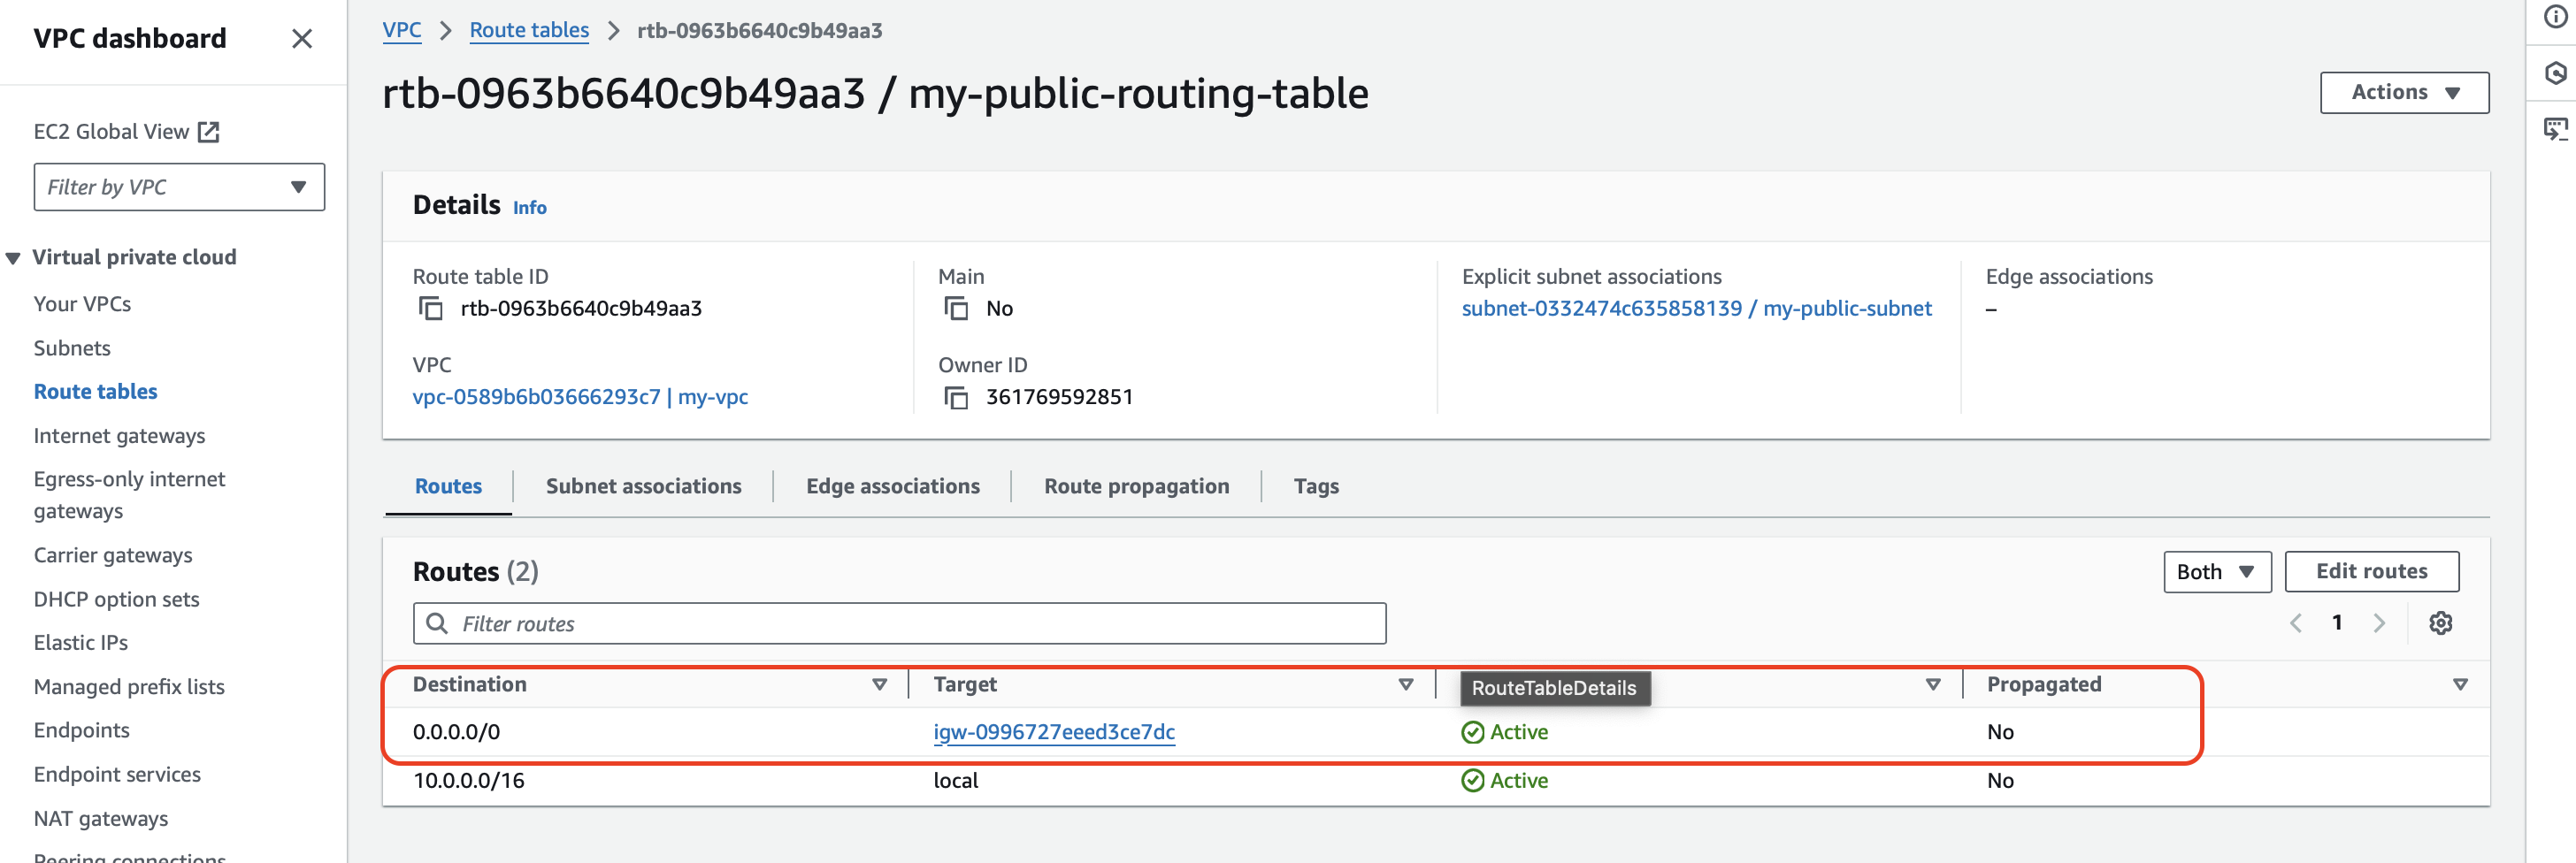 VPC dashboard
EC2 Global View
Filter by VPC
Virtual private cloud
Your VPCs
Subnets
Route tables
Internet gateways
Egress-only internet
gateways
Carrier gateways
DHCP option sets
Elastic IPs
Managed prefix lists
Endpoints
Endpoint services
NAT gateways
Peering connections
VPC > Route tables > rtb-0963b6640c9b49aa3
rtb-0963b6640c9b49aa3 / my-public-routing-table
Actions
Details Info
Route table ID
rtb-0963b6640c9b49aa3
Main
No
Explicit subnet associations
subnet-0332474c635858139 / my-public-subnet
Edge associations
–
VPC
vpc-0589b6b03666293c7 | my-vpc
Owner ID
361769592851
Routes Subnet associations Edge associations Route propagation Tags
Routes (2)
Both
Edit routes
Filter routes
1
Destination Target RouteTableDetails Propagated
0.0.0.0/0 igw-0996727eeed3ce7dc Active No
10.0.0.0/16 local Active No